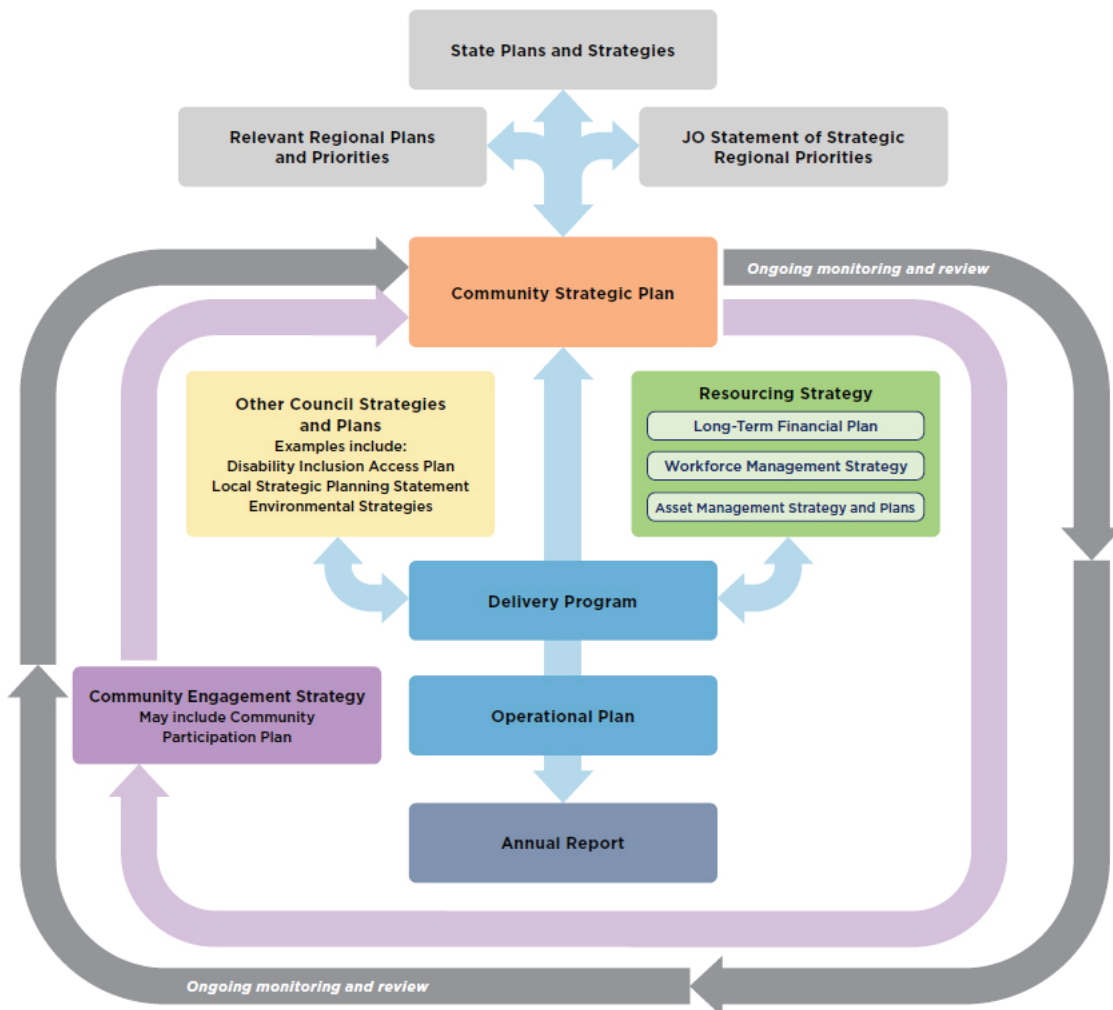 State Plans and Strategies
Relevant Regional Plans
and Priorities
JO Statement of Strategic
Regional Priorities
Community Strategic Plan
Ongoing monitoring and review
Other Council Strategies
and Plans
Examples include:
Disability Inclusion Access Plan
Local Strategic Planning Statement
Environmental Strategies
Resourcing Strategy
Long-Term Financial Plan
Workforce Management Strategy
Asset Management Strategy and Plans
Delivery Program
Community Engagement Strategy
May include Community
Participation Plan
Operational Plan
Annual Report
Ongoing monitoring and review